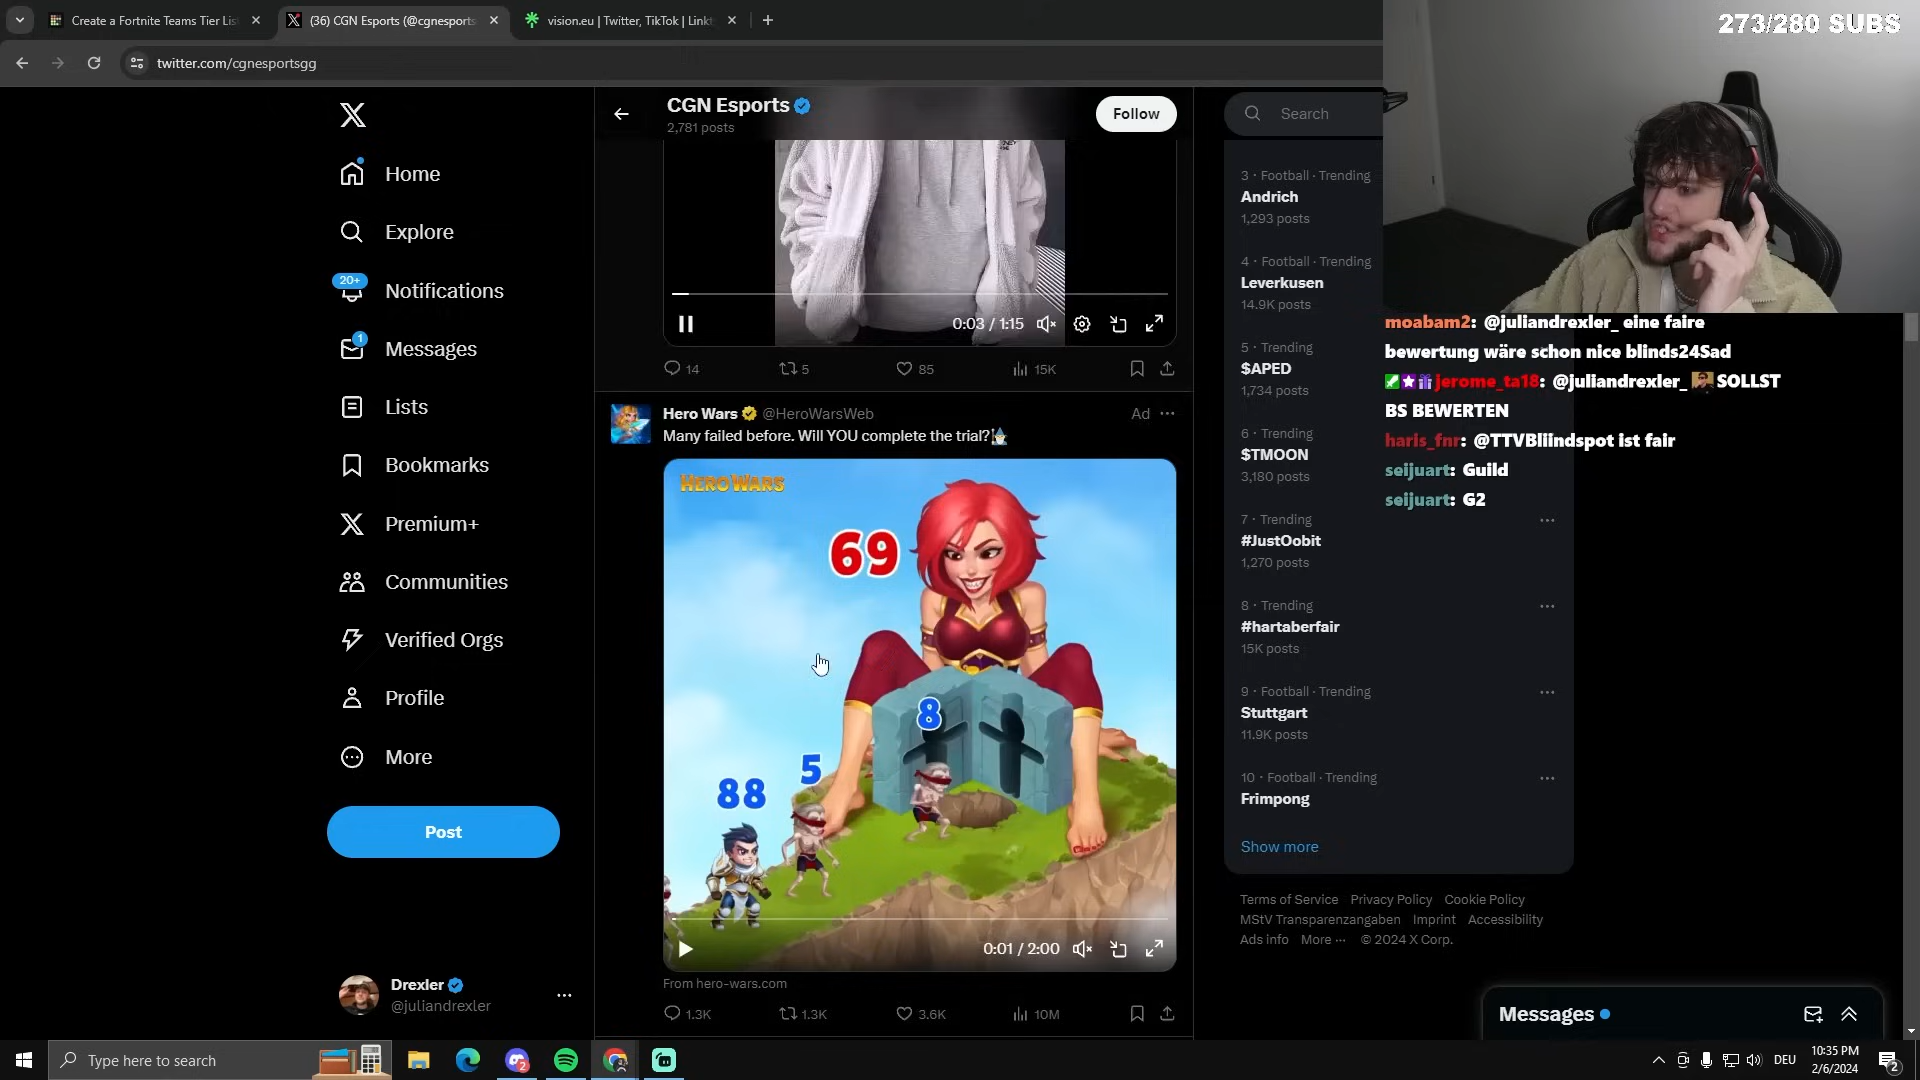 Create a Fortnite Teams Tier Lis
(36) CGN Esports (@cgnesports
vision.eu | Twitter, TikTok | Linkt
twitter.com/cgnesportsgg
273/280 SUBS
CGN Esports
2,781 posts
Follow
Search
Home
Explore
20+
Notifications
1
Messages
Lists
Bookmarks
Premium+
Communities
Verified Orgs
Profile
More
Post
Drexler
@juliandrexler
0:03 / 1:15
14
5
85
15K
Hero Wars @HeroWarsWeb
Ad
Many failed before. Will YOU complete the trial?
HERO WARS
69
8
5
88
0:01 / 2:00
From hero-wars.com
1.3K
1.3K
3.6K
10M
3 · Football · Trending
Andrich
1,293 posts
4 · Football · Trending
Leverkusen
14.9K posts
5 · Trending
$APED
1,734 posts
6 · Trending
$TMOON
3,180 posts
7 · Trending
#JustOobit
1,270 posts
8 · Trending
#hartaberfair
15K posts
9 · Football · Trending
Stuttgart
11.9K posts
10 · Football · Trending
Frimpong
Show more
Terms of Service Privacy Policy Cookie Policy
MStV Transparenzangaben Imprint Accessibility
Ads info More ··· © 2024 X Corp.
moabam2: @juliandrexler_ eine faire
bewertung wäre schon nice blinds24Sad
jerome_ta18: @juliandrexler_ SOLLST
BS BEWERTEN
haris_fnr: @TTVBliindspot ist fair
seijuart: Guild
seijuart: G2
Messages
Type here to search
2
DEU
10:35 PM
2/6/2024
2